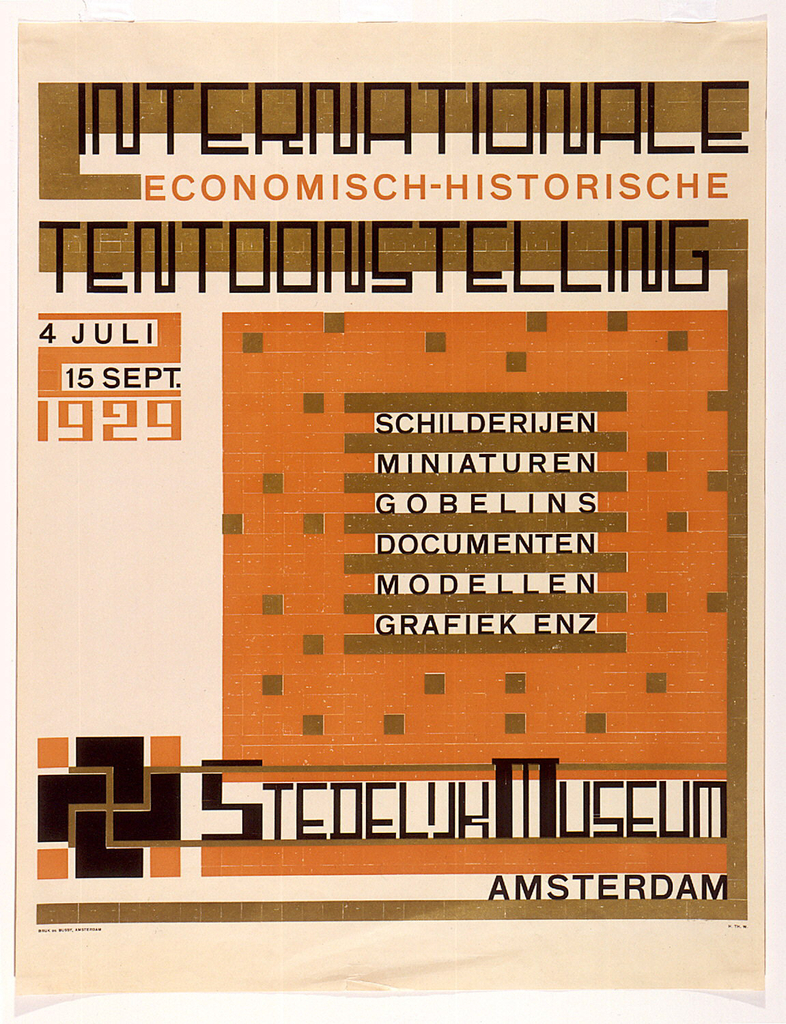 INTERNATIONALE
ECONOMISCH-HISTORISCHE
TENTOONSTELLING
4 JULI
15 SEPT.
1929
SCHILDERIJEN
MINIATUREN
GOBELINS
DOCUMENTEN
MODELLEN
GRAFIEK ENZ
STEDELIJK MUSEUM
AMSTERDAM